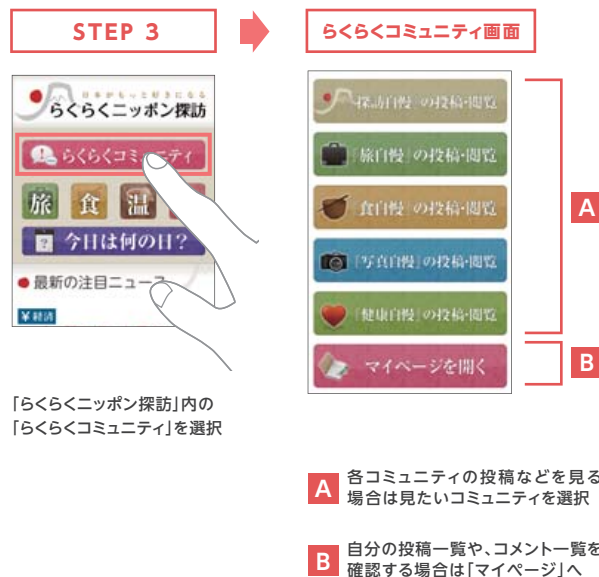 STEP 3
日本がもっと好きになる
らくらくニッポン探訪
らくらくコミュニティ
旅 食 温
今日は何の日?
最新の注目ニュース
¥経済
「らくらくニッポン探訪」内の
「らくらくコミュニティ」を選択
らくらくコミュニティ画面
「探訪自慢」の投稿・閲覧
「旅自慢」の投稿・閲覧
「食自慢」の投稿・閲覧
「写真自慢」の投稿・閲覧
「健康自慢」の投稿・閲覧
マイページを開く
A
B
A 各コミュニティの投稿などを見る
場合は見たいコミュニティを選択
B 自分の投稿一覧や、コメント一覧を
確認する場合は「マイページ」へ